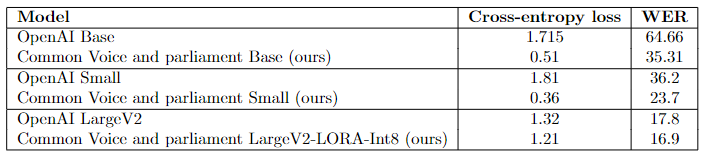 Model Cross-entropy loss WER
OpenAI Base 1.715 64.66
Common Voice and parliament Base (ours) 0.51 35.31
OpenAI Small 1.81 36.2
Common Voice and parliament Small (ours) 0.36 23.7
OpenAI LargeV2 1.32 17.8
Common Voice and parliament LargeV2-LORA-Int8 (ours) 1.21 16.9